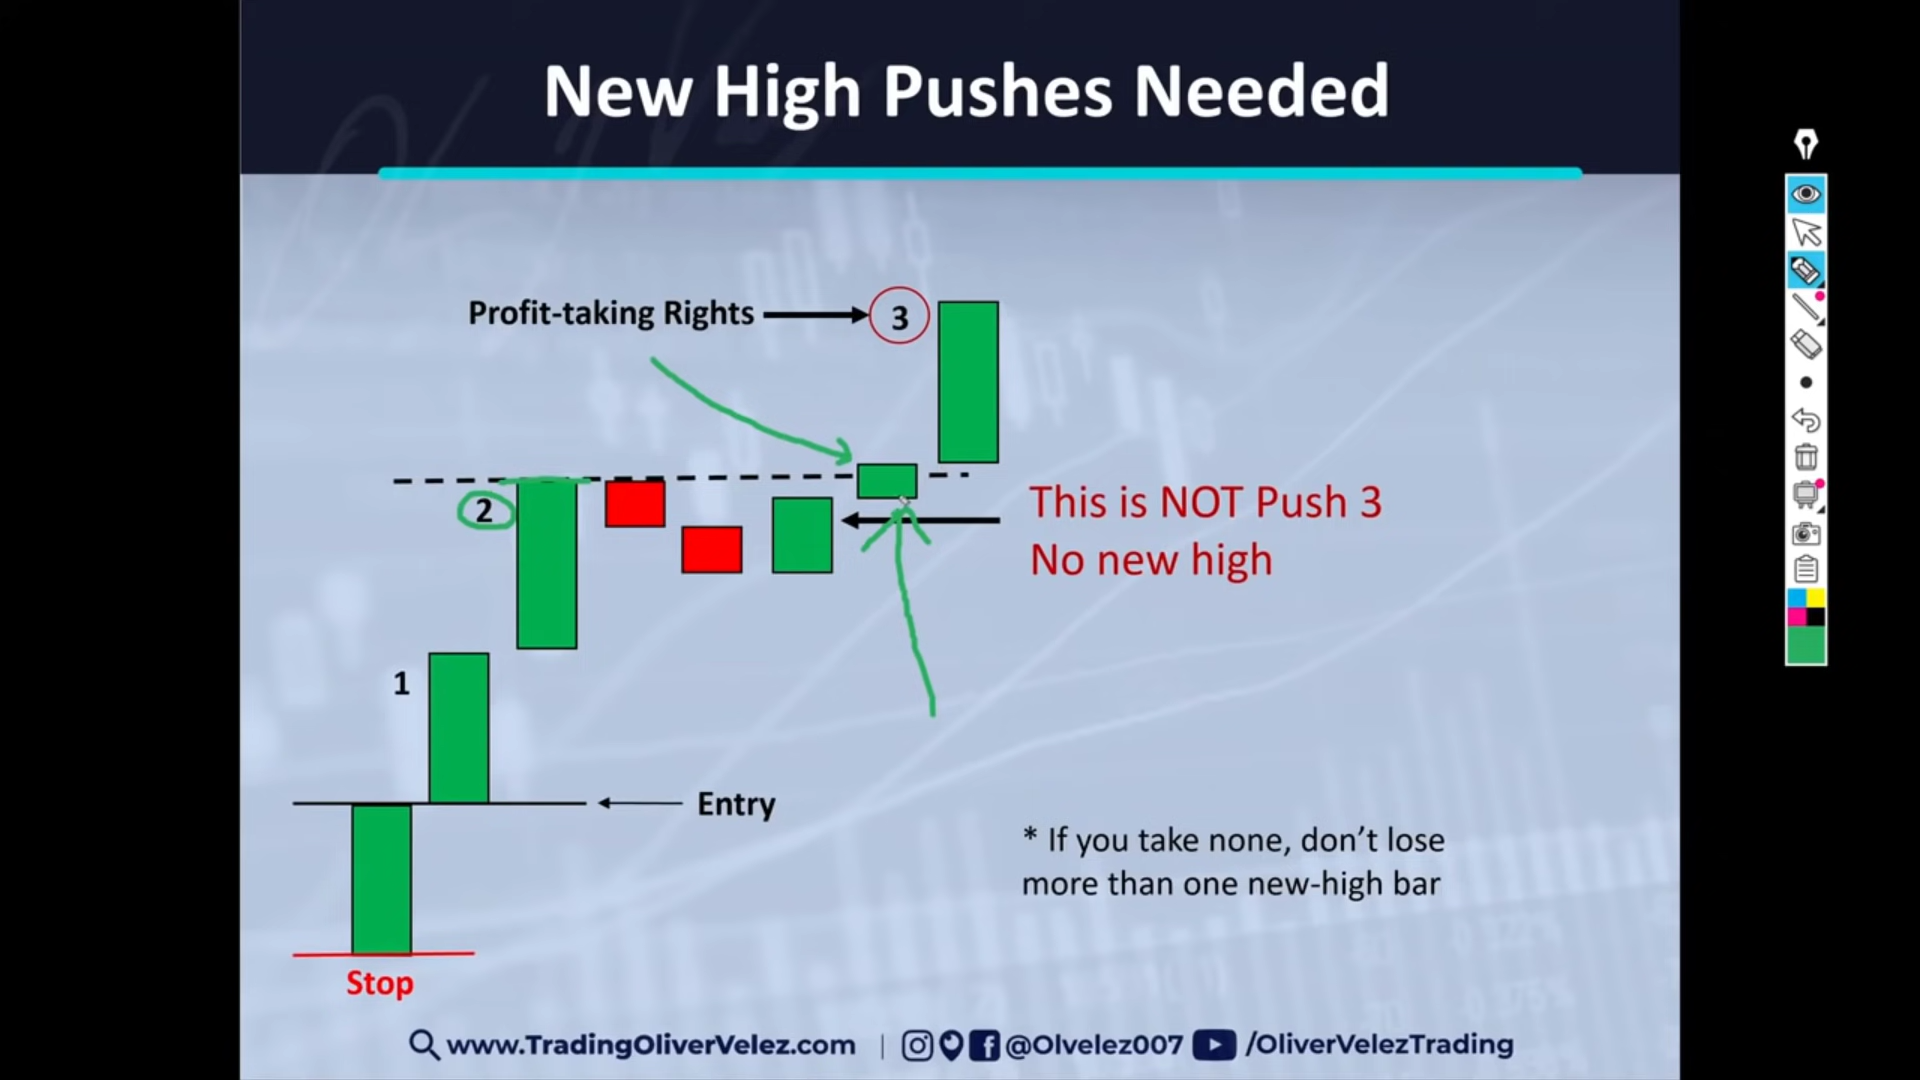 New High Pushes Needed
Profit-taking Rights
3
2
This is NOT Push 3
No new high
1
Entry
* If you take none, don’t lose
more than one new-high bar
Stop
www.TradingOliverVelez.com | @Olvelez007 /OliverVelezTrading